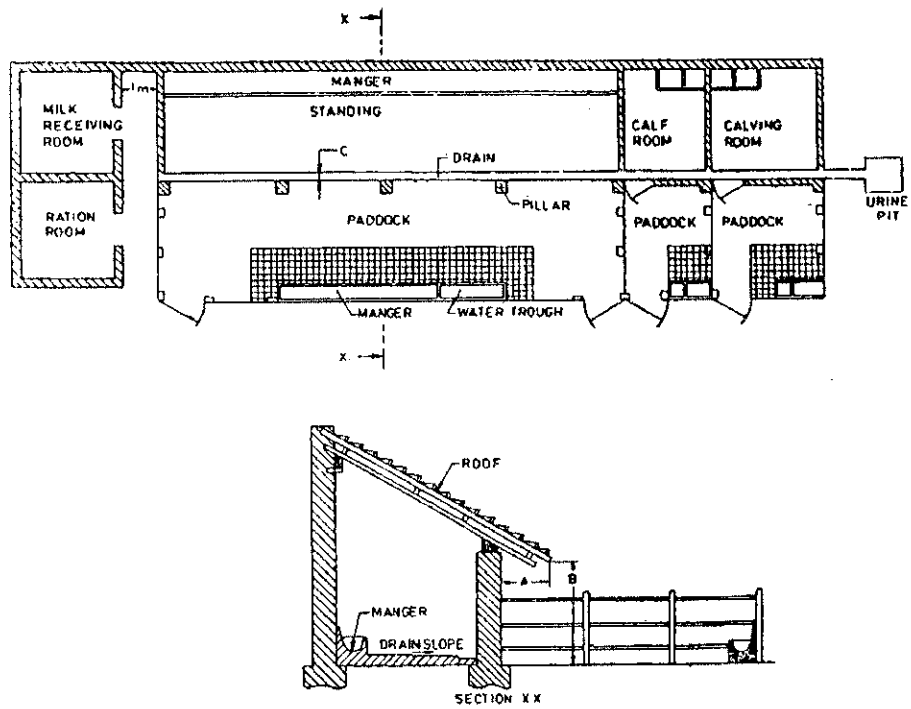 X
MANGER
1m
STANDING
MILK
RECEIVING
ROOM
CALF
ROOM
CALVING
ROOM
C
DRAIN
PILLAR
URINE
PIT
RATION
ROOM
PADDOCK
PADDOCK
PADDOCK
MANGER
WATER TROUGH
X
ROOF
A
B
MANGER
DRAIN SLOPE
SECTION XX